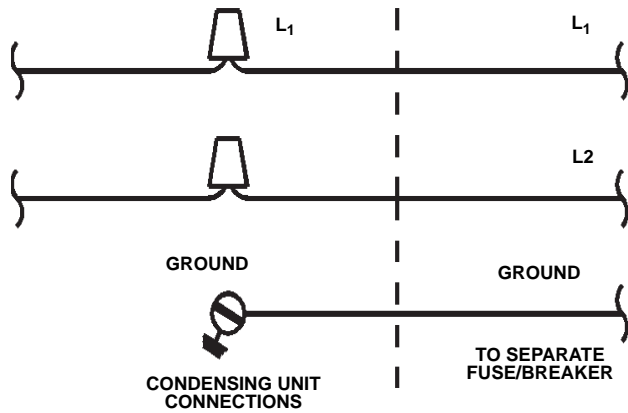 L1
L1
L2
GROUND
GROUND
CONDENSING UNIT
CONNECTIONS
TO SEPARATE
FUSE/BREAKER